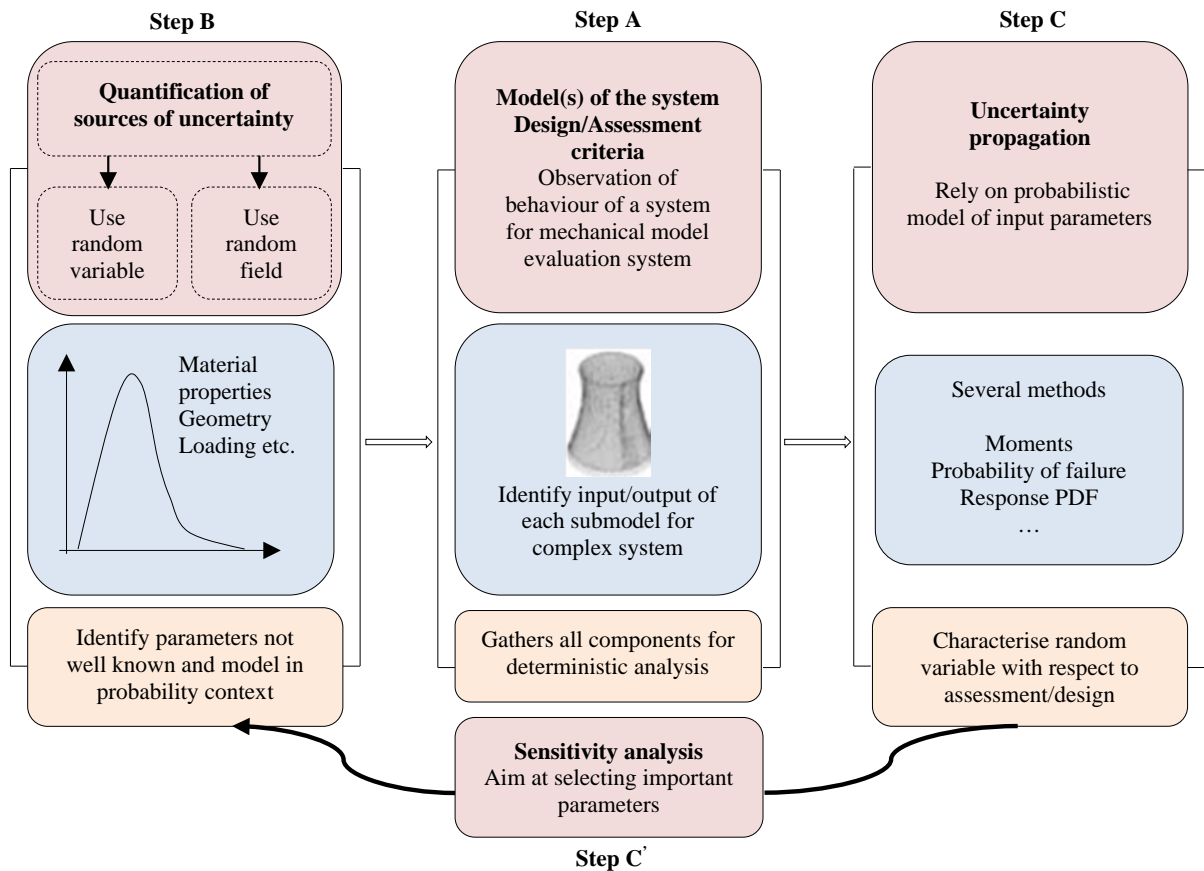 Step B
Quantification of
sources of uncertainty
Use
random
variable
Use
random
field
Material
properties
Geometry
Loading etc.
Identify parameters not
well known and model in
probability context
Step A
Model(s) of the system
Design/Assessment
criteria
Observation of
behaviour of a system
for mechanical model
evaluation system
Identify input/output of
each submodel for
complex system
Gathers all components for
deterministic analysis
Step C
Uncertainty
propagation
Rely on probabilistic
model of input parameters
Several methods
Moments
Probability of failure
Response PDF
…
Characterise random
variable with respect to
assessment/design
Sensitivity analysis
Aim at selecting important
parameters
Step C’